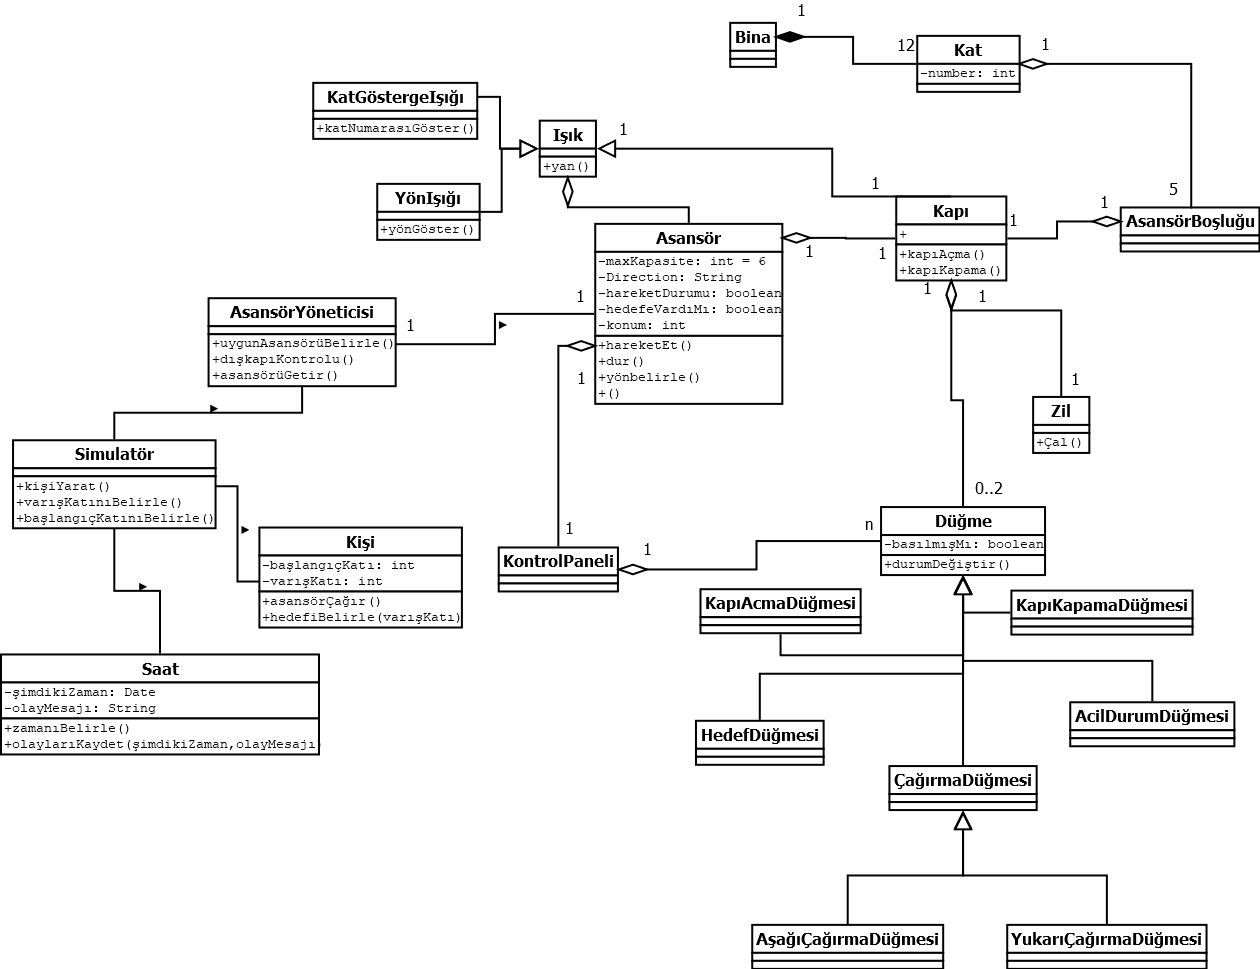 1
Bina
12
Kat
1
-number: int
KatGöstergeIşığı
+katNumarasıGöster()
Işık
1
+yan()
YönIşığı
+yönGöster()
1
5
Kapı
+
+kapıAçma()
+kapıKapama()
1
1
AsansörBoşluğu
Asansör
-maxKapasite: int = 6
-Direction: String
-hareketDurumu: boolean
-hedefeVardıMı: boolean
-konum: int
+hareketEt()
+dur()
+yönbelirle()
+()
1
1
1
1
1
1
AsansörYöneticisi
+uygunAsansörüBelirle()
+dışkapıKontrolu()
+asansörüGetir()
1
1
Zil
+Çal()
Simulatör
+kişiYarat()
+varışKatınıBelirle()
+başlangıçKatınıBelirle()
0..2
Düğme
-basılmışMı: boolean
+durumDeğiştir()
n
Kişi
-başlangıçKatı: int
-varışKatı: int
+asansörÇağır()
+hedefiBelirle(varışKatı)
1
KontrolPaneli
1
KapıAcmaDüğmesi
KapıKapamaDüğmesi
Saat
-şimdikiZaman: Date
-olayMesajı: String
+zamanıBelirle()
+olaylarıKaydet(şimdikiZaman,olayMesajı)
HedefDüğmesi
AcilDurumDüğmesi
ÇağırmaDüğmesi
AşağıÇağırmaDüğmesi
YukarıÇağırmaDüğmesi